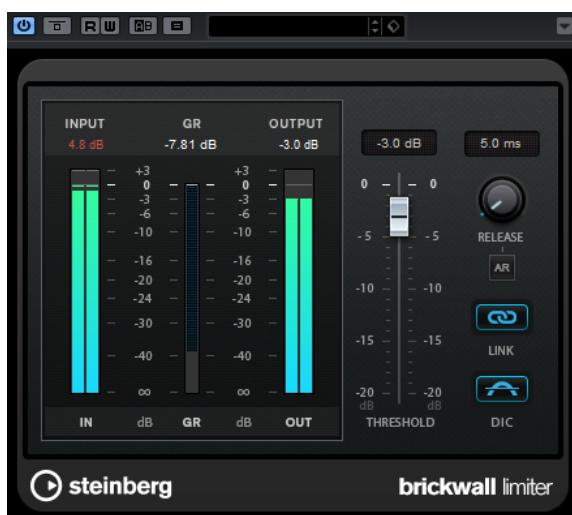 R W AB
INPUT GR OUTPUT
4.8 dB -7.81 dB -3.0 dB -3.0 dB 5.0 ms
+3 +3
0 0 0 0
-3 -3
-6 -6
-10 -10 -5 -5 RELEASE
-16 -16 AR
-20 -20
-24 -24 -10 -10
-30 -30
-40 -40 -15 -15 LINK
∞ ∞ -20 -20
dB dB
IN dB GR dB OUT THRESHOLD DIC
steinberg brickwall limiter